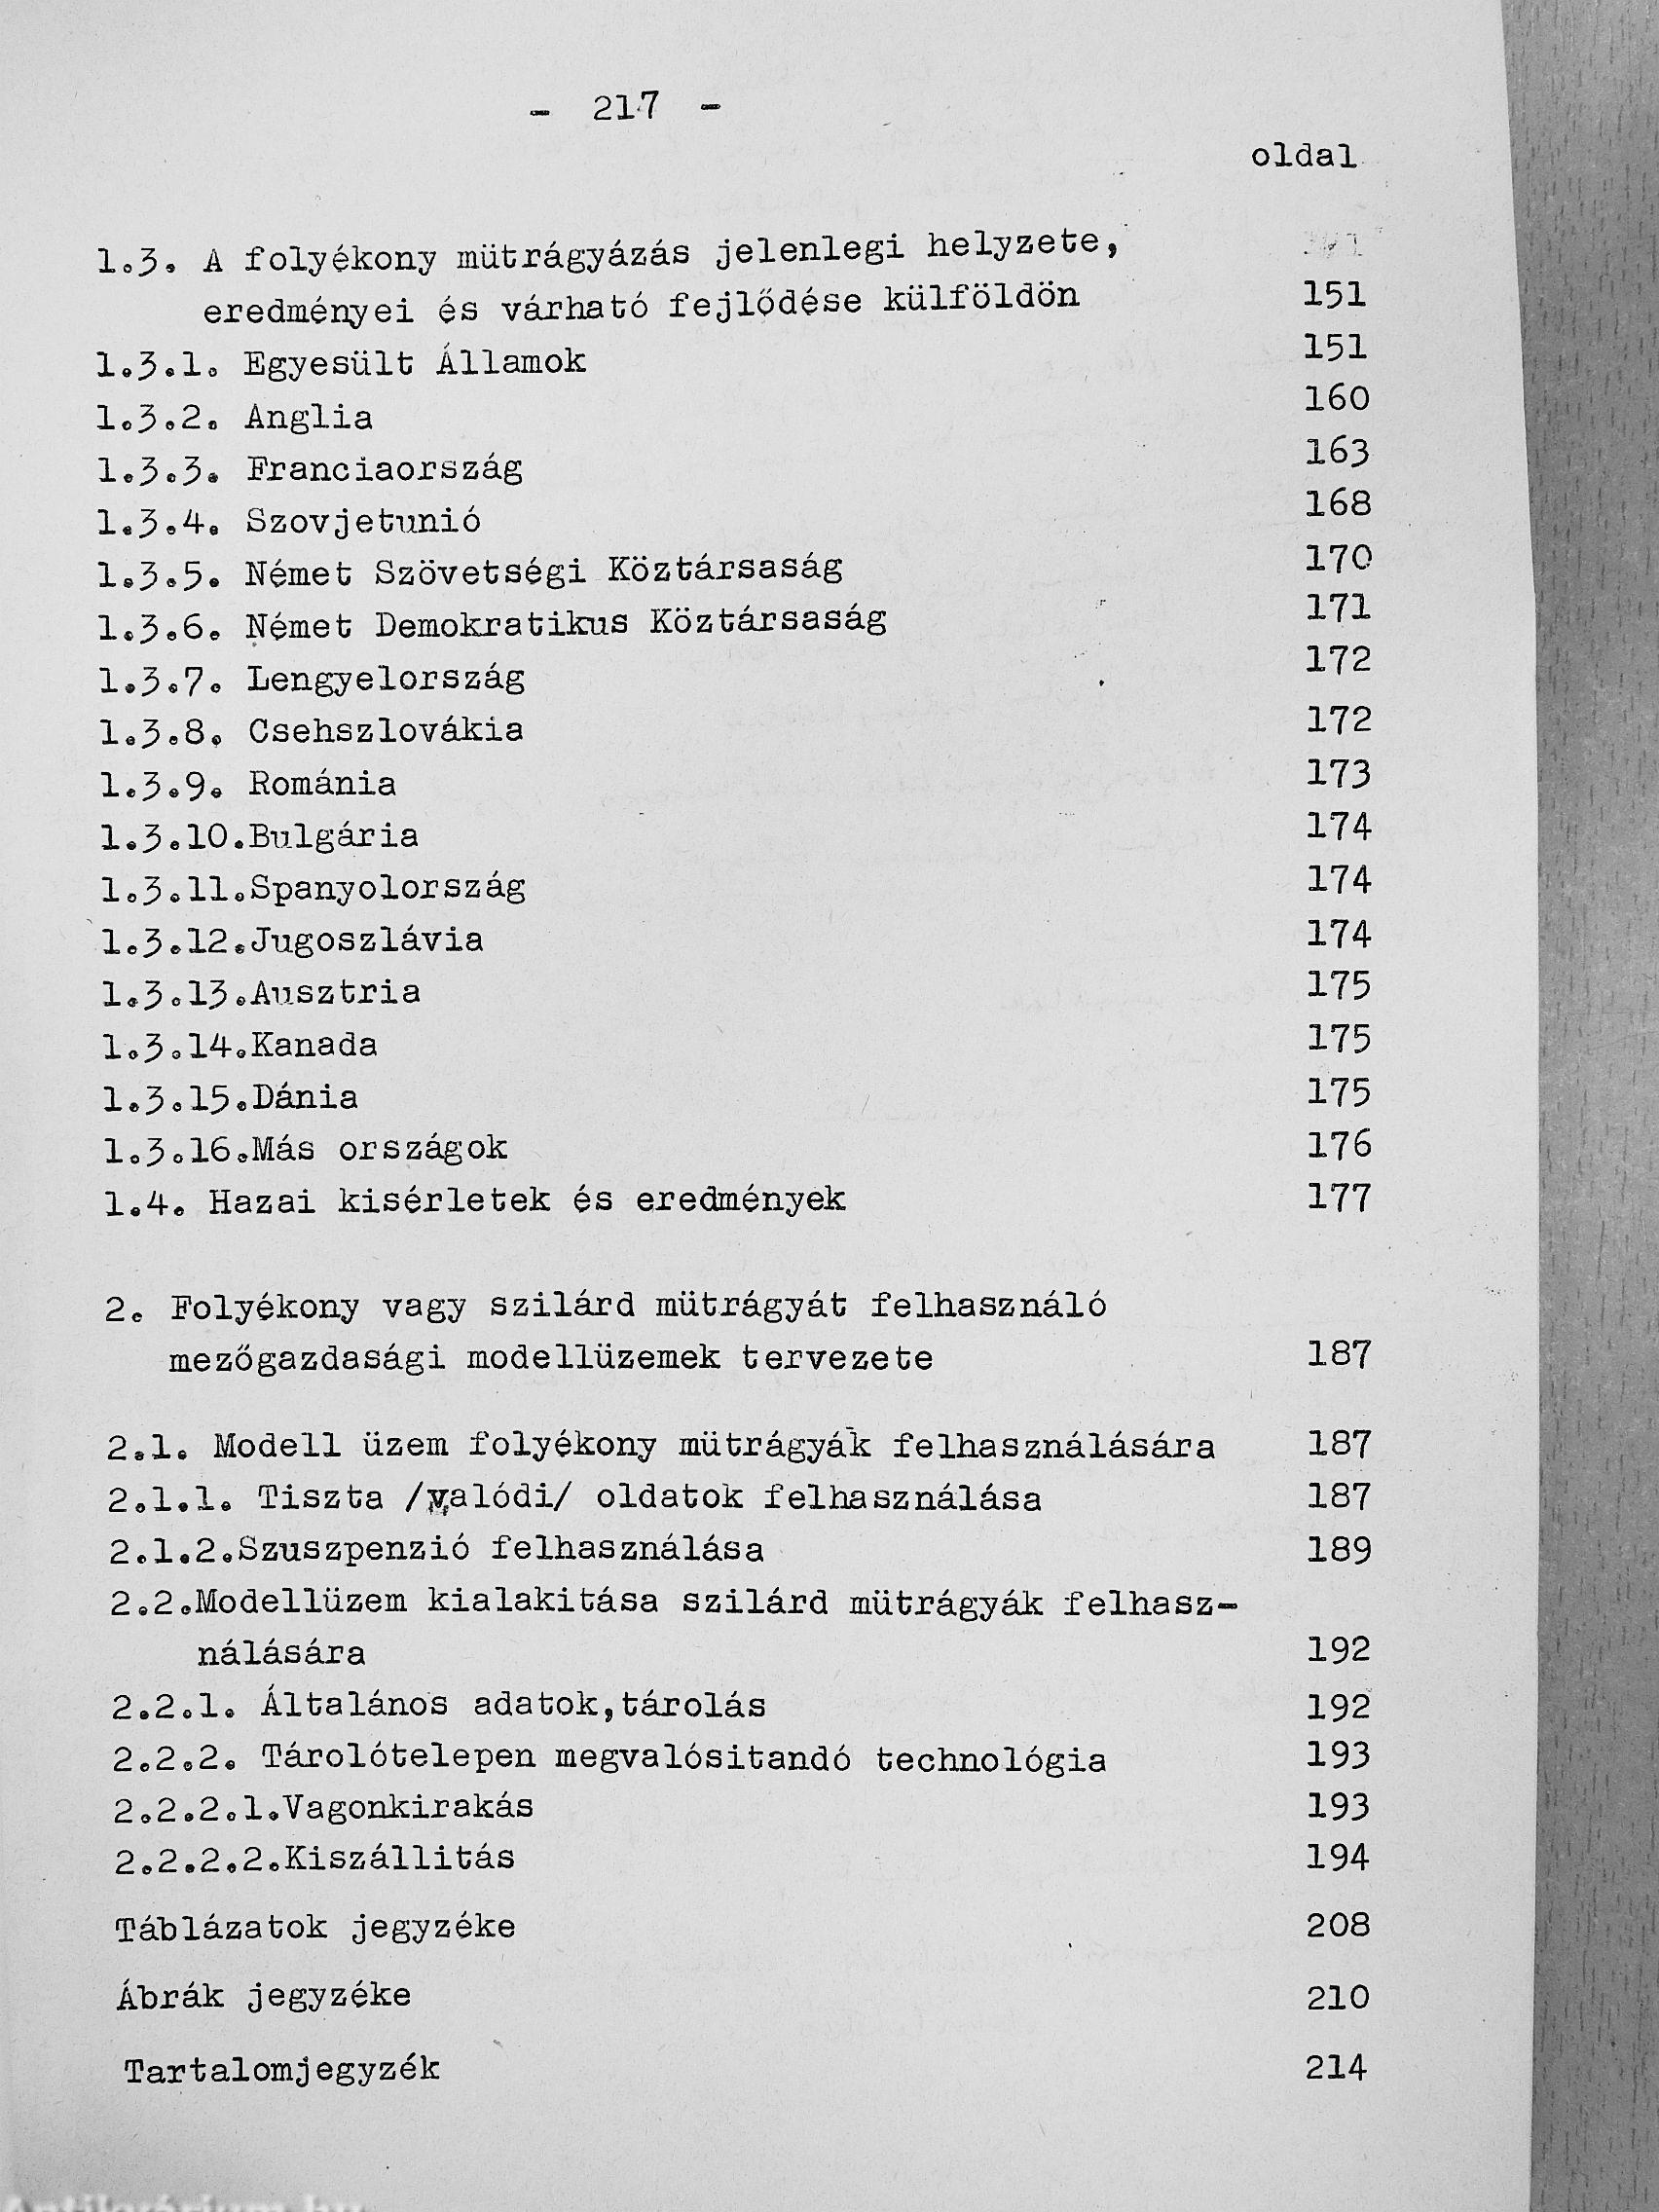 - 217 -
oldal
1.3. A folyékony mütrágyázás jelenlegi helyzete,
eredményei és várható fejlődése külföldön 151
1.3.1. Egyesült Államok 151
1.3.2. Anglia 160
1.3.3. Franciaország 163
1.3.4. Szovjetunió 168
1.3.5. Német Szövetségi Köztársaság 170
1.3.6. Német Demokratikus Köztársaság 171
1.3.7. Lengyelország 172
1.3.8. Csehszlovákia 172
1.3.9. Románia 173
1.3.10.Bulgária 174
1.3.11.Spanyolország 174
1.3.12.Jugoszlávia 174
1.3.13.Ausztria 175
1.3.14.Kanada 175
1.3.15.Dánia 175
1.3.16.Más országok 176
1.4. Hazai kisérletek és eredmények 177
2. Folyékony vagy szilárd mütrágyát felhasználó
mezőgazdasági modellüzemek tervezete 187
2.1. Modell üzem folyékony mütrágyák felhasználására 187
2.1.1. Tiszta /valódi/ oldatok felhasználása 187
2.1.2.Szuszpenzió felhasználása 189
2.2.Modellüzem kialakitása szilárd mütrágyák felhasz-
nálására 192
2.2.1. Általános adatok,tárolás 192
2.2.2. Tárolótelepen megvalósitandó technológia 193
2.2.2.1.Vagonkirakás 193
2.2.2.2.Kiszállitás 194
Táblázatok jegyzéke 208
Ábrák jegyzéke 210
Tartalomjegyzék 214